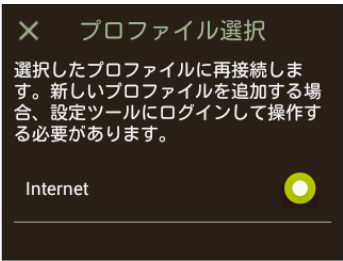 プロファイル選択
選択したプロファイルに再接続しま
す。新しいプロファイルを追加する場
合、設定ツールにログインして操作す
る必要があります。
Internet